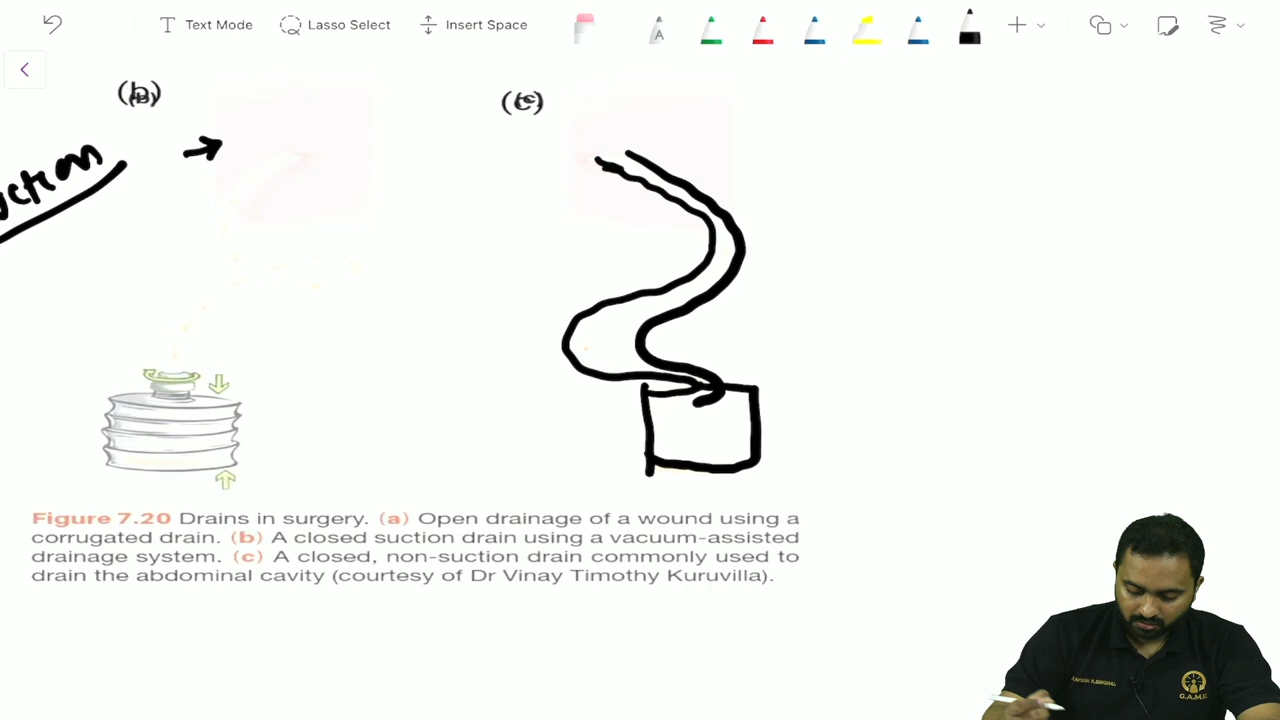 Text Mode
Lasso Select
Insert Space
(b)
(c)
Figure 7.20 Drains in surgery. (a) Open drainage of a wound using a
corrugated drain. (b) A closed suction drain using a vacuum-assisted
drainage system. (c) A closed, non-suction drain commonly used to
drain the abdominal cavity (courtesy of Dr Vinay Timothy Kuruvilla).